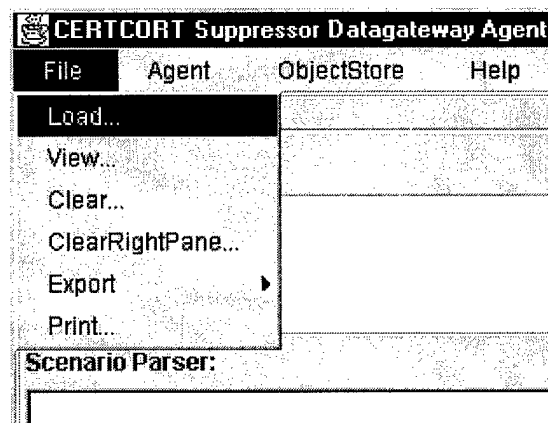 CERTCORT Suppressor Datagateway Agent
File Agent ObjectStore Help
Load...
View...
Clear...
ClearRightPane...
Export
Print...
Scenario Parser: